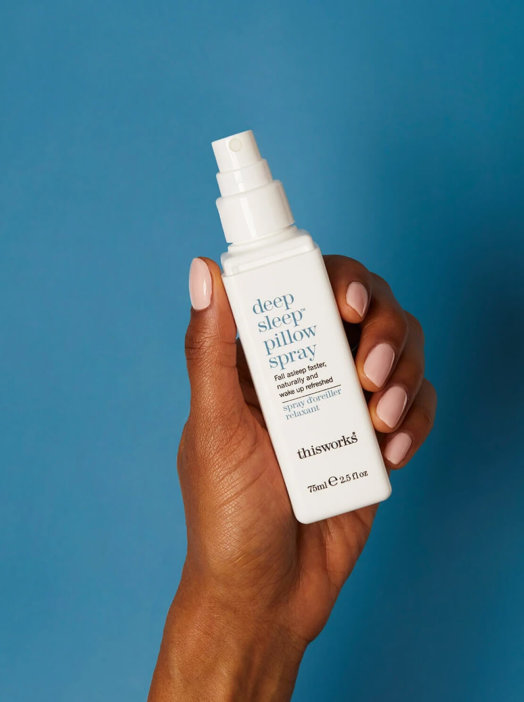 deep
sleep™
pillow
spray
Fall asleep faster,
naturally and
wake up refreshed
spray d'oreiller
relaxant
thisworks®
75ml ℮ 2.5 fl oz